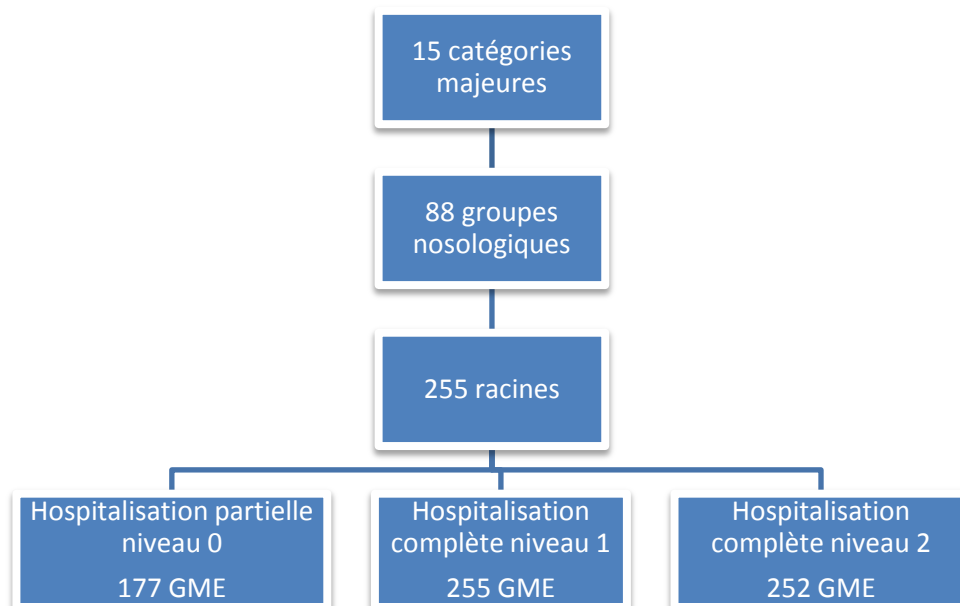 15 catégories
majeures
88 groupes
nosologiques
255 racines
Hospitalisation partielle
niveau 0
177 GME
Hospitalisation
complète niveau 1
255 GME
Hospitalisation
complète niveau 2
252 GME